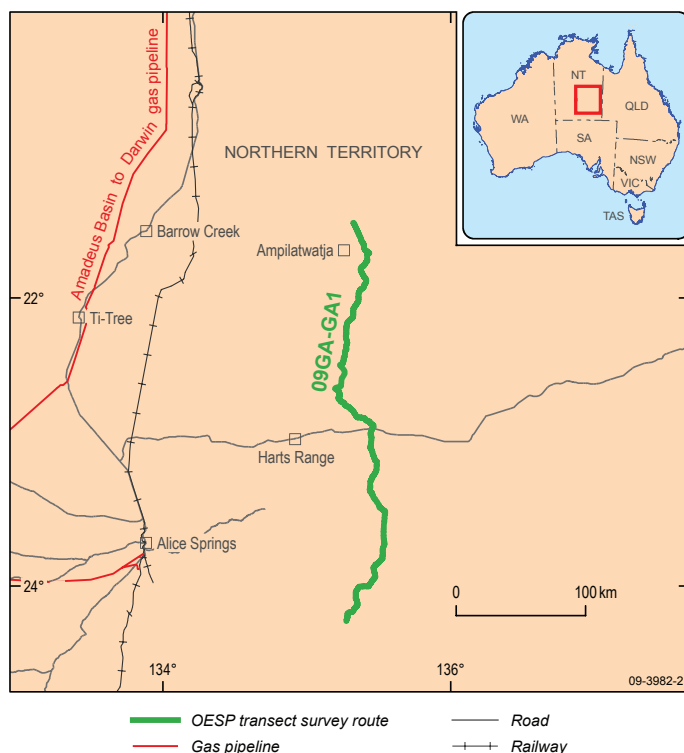 Amadeus Basin to Darwin gas pipeline
NORTHERN TERRITORY
Barrow Creek
Ampilatwatja
22°
Ti-Tree
09GA-GA1
Harts Range
Alice Springs
24°
0 100 km
134° 136°
09-3982-2
NT
WA
QLD
SA
NSW
VIC
TAS
OESP transect survey route
Road
Gas pipeline
Railway